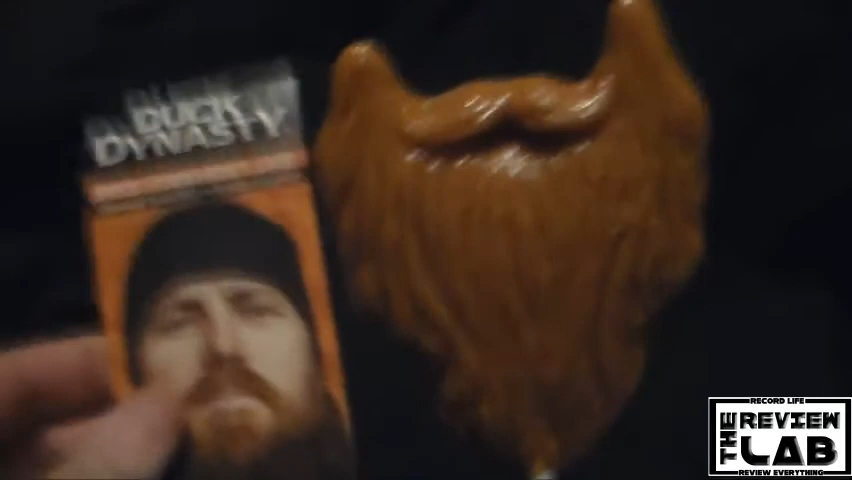 DUCK
DYNASTY
RECORD LIFE
THE REVIEW
LAB
REVIEW EVERYTHING